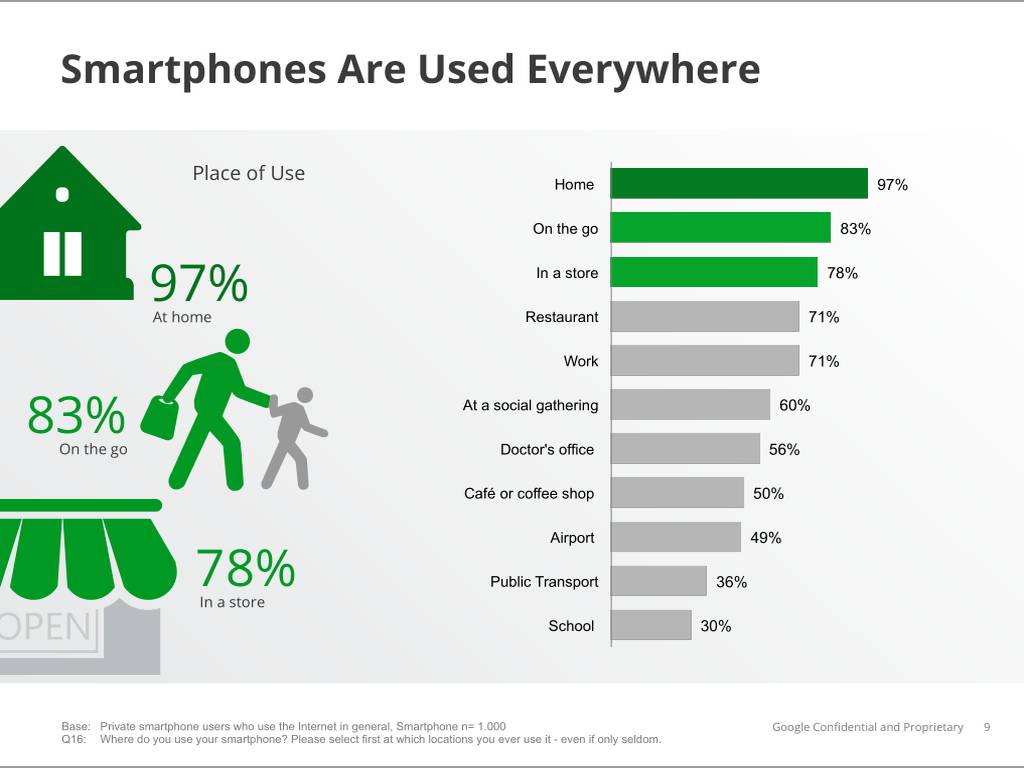 Smartphones Are Used Everywhere
Place of Use
97%
At home
83%
On the go
78%
In a store
OPEN
Home 97%
On the go 83%
In a store 78%
Restaurant 71%
Work 71%
At a social gathering 60%
Doctor's office 56%
Café or coffee shop 50%
Airport 49%
Public Transport 36%
School 30%
Base: Private smartphone users who use the Internet in general, Smartphone n= 1.000
Q16: Where do you use your smartphone? Please select first at which locations you ever use it - even if only seldom.
Google Confidential and Proprietary 9